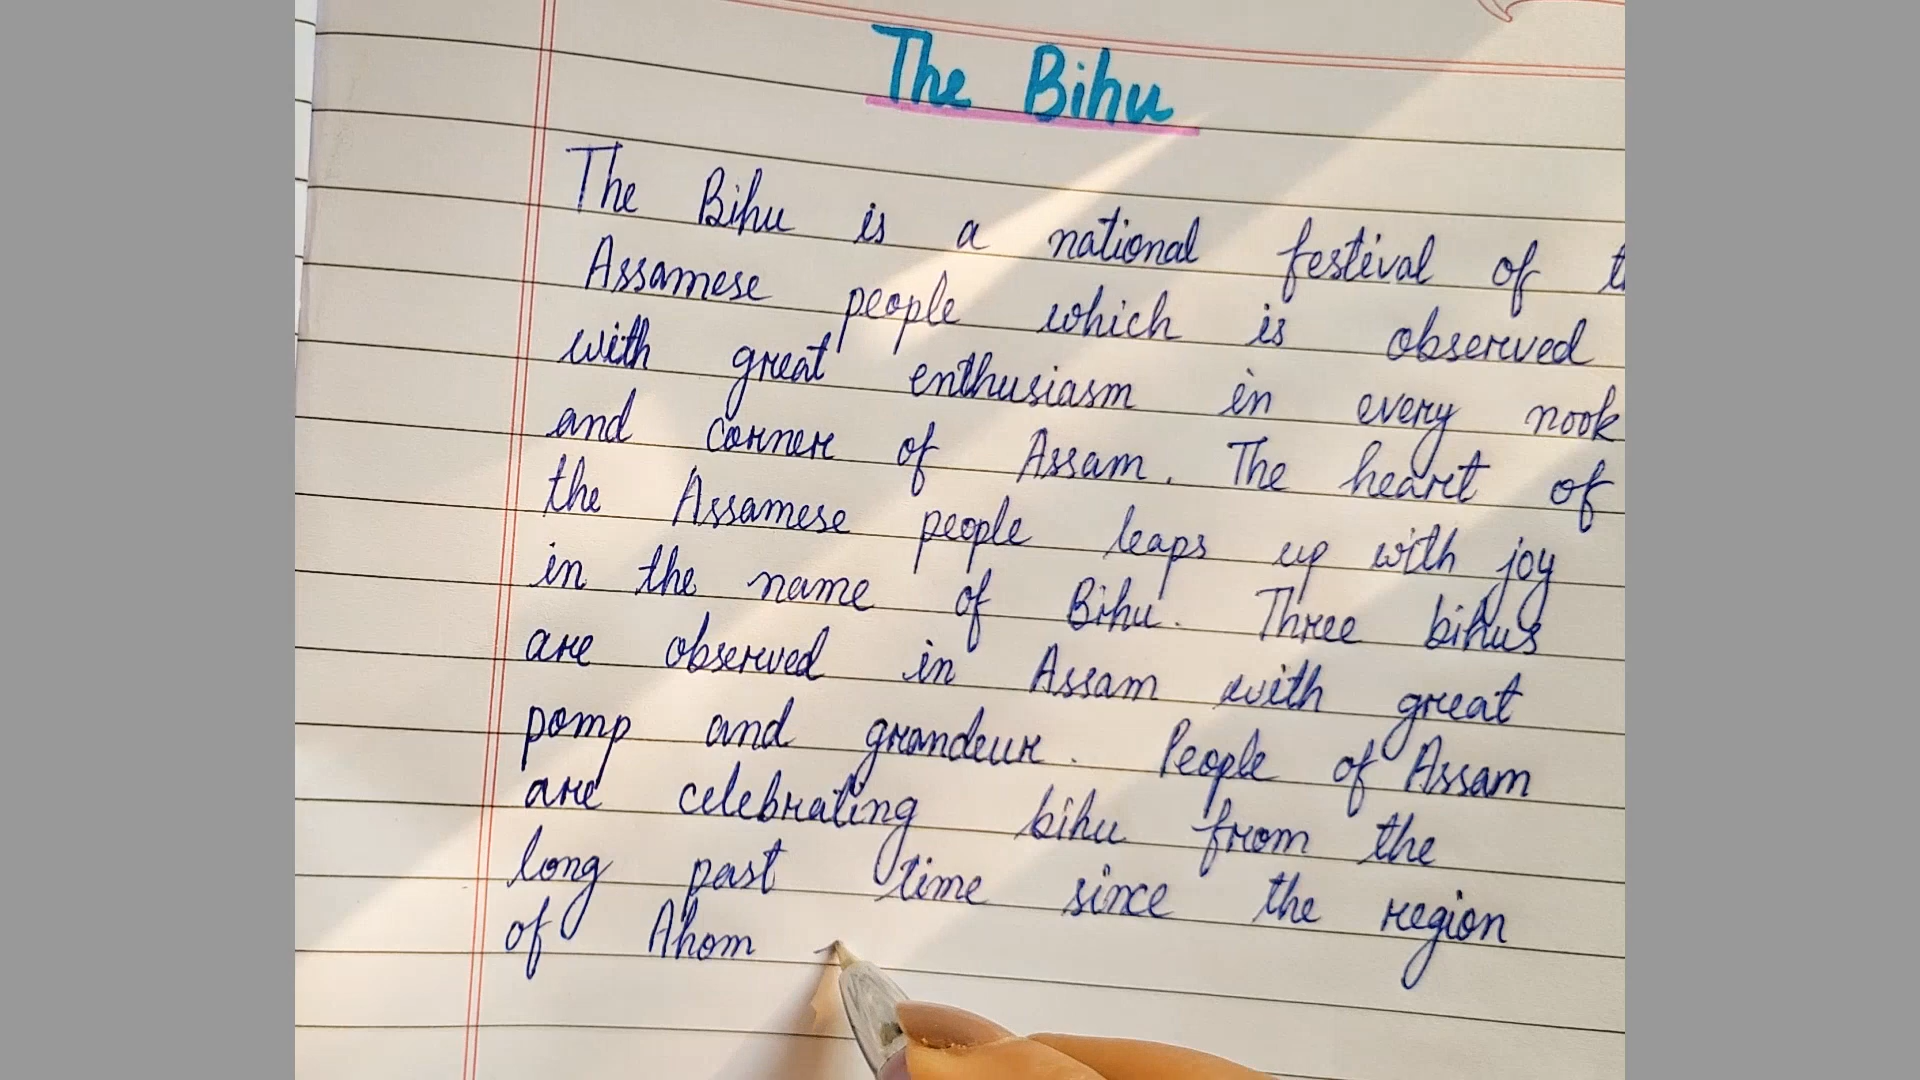 The Bihu
The Bihu is a national festival of
Assamese people which is observed
with great enthusiasm in every nook
and corner of Assam. The heart of
the Assamese people leaps up with joy
in the name of Bihu. Three bihus
are observed in Assam with great
pomp and grandeur. People of Assam
are celebrating bihu from the
long past time since the region
of Ahom